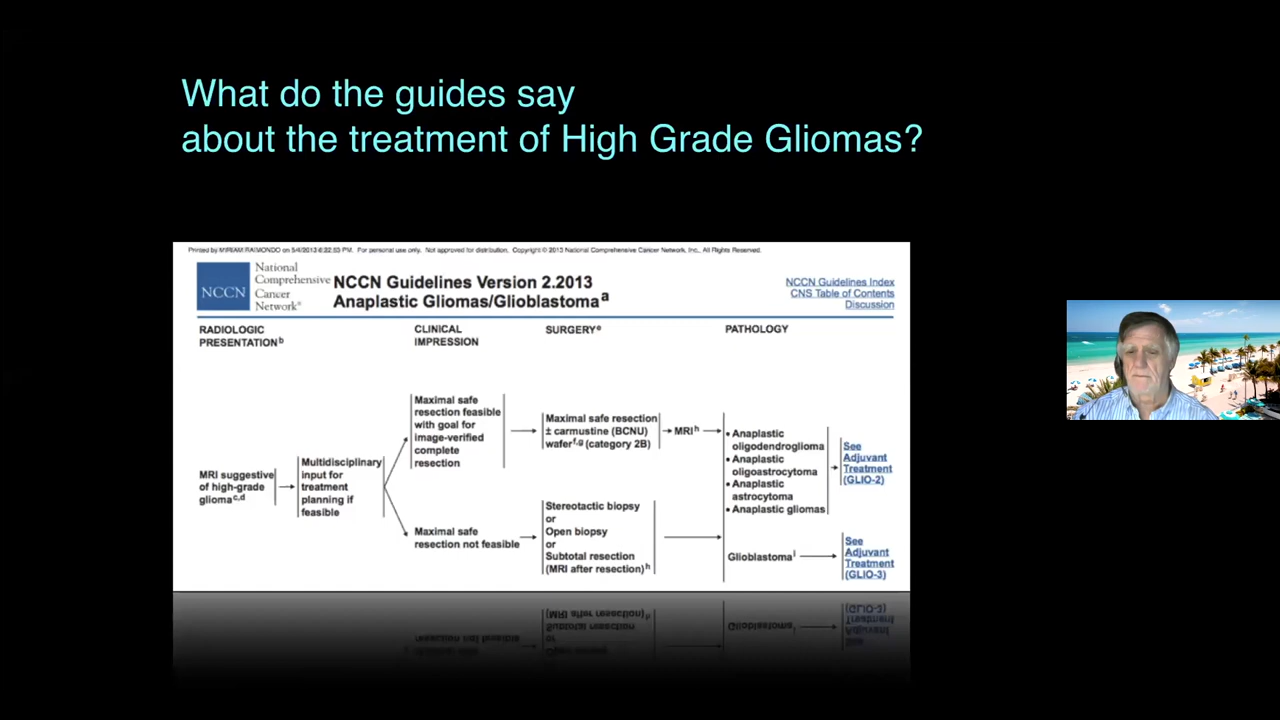 What do the guides say
about the treatment of High Grade Gliomas?
Printed by MIRIAM RAIMONDO on 5/4/2013 6:22:53 PM. For personal use only. Not approved for distribution. Copyright © 2013 National Comprehensive Cancer Network, Inc., All Rights Reserved.
NCCN
National
Comprehensive
Cancer
Network®
NCCN Guidelines Version 2.2013
Anaplastic Gliomas/Glioblastoma a
NCCN Guidelines Index
CNS Table of Contents
Discussion
RADIOLOGIC
PRESENTATION b
CLINICAL
IMPRESSION
SURGERY e
PATHOLOGY
MRI suggestive
of high-grade
glioma c,d
Multidisciplinary
input for
treatment
planning if
feasible
Maximal safe
resection feasible
with goal for
image-verified
complete
resection
Maximal safe resection
± carmustine (BCNU)
wafer f,g (category 2B)
MRI h
• Anaplastic
oligodendroglioma
• Anaplastic
oligoastrocytoma
• Anaplastic
astrocytoma
• Anaplastic gliomas
See
Adjuvant
Treatment
(GLIO-2)
Maximal safe
resection not feasible
Stereotactic biopsy
or
Open biopsy
or
Subtotal resection
(MRI after resection) h
Glioblastoma i
See
Adjuvant
Treatment
(GLIO-3)